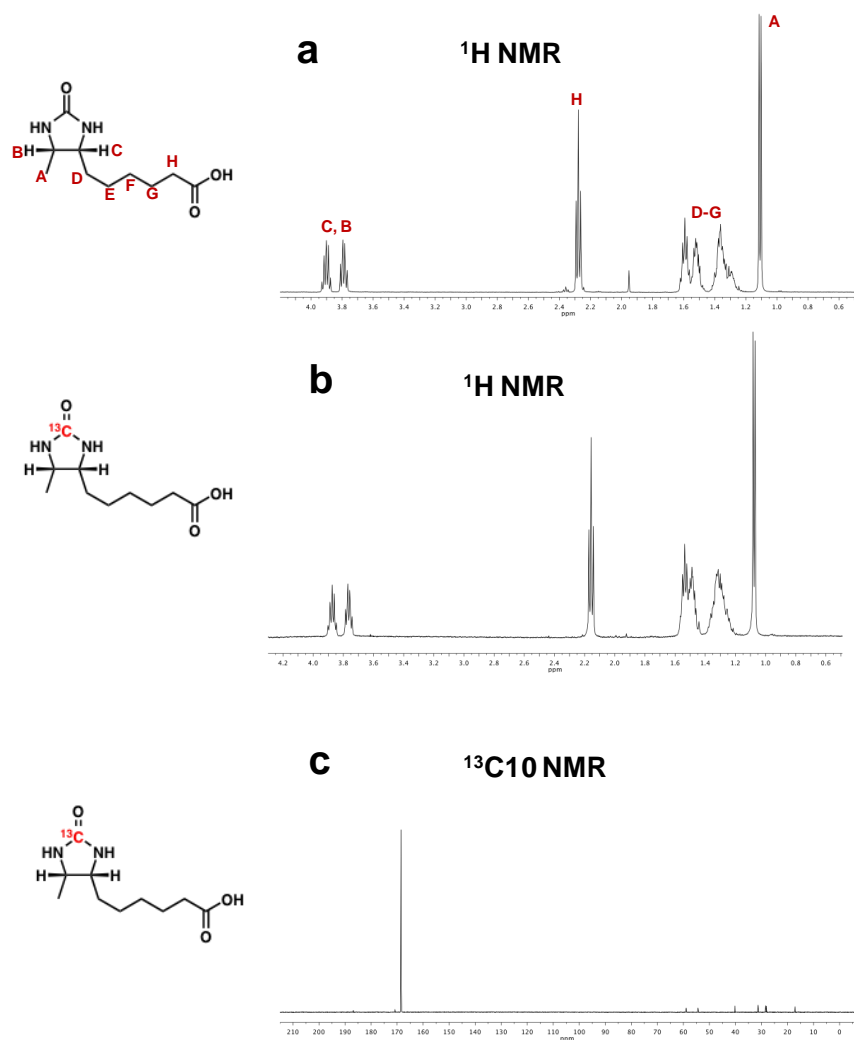 a
¹H NMR
A
O
HN NH
B H H C
A
D
E
F
G
H
OH
O
H
C, B
D-G
4.0 3.8 3.6 3.4 3.2 3.0 2.8 2.6 2.4 2.2 2.0 1.8 1.6 1.4 1.2 1.0 0.8 0.6
ppm
b
¹H NMR
O
¹³C
HN NH
H H
OH
O
4.2 4.0 3.8 3.6 3.4 3.2 3.0 2.8 2.6 2.4 2.2 2.0 1.8 1.6 1.4 1.2 1.0 0.8 0.6
ppm
c
¹³C10 NMR
O
¹³C
HN NH
H H
OH
O
210 200 190 180 170 160 150 140 130 120 110 100 90 80 70 60 50 40 30 20 10 0
ppm